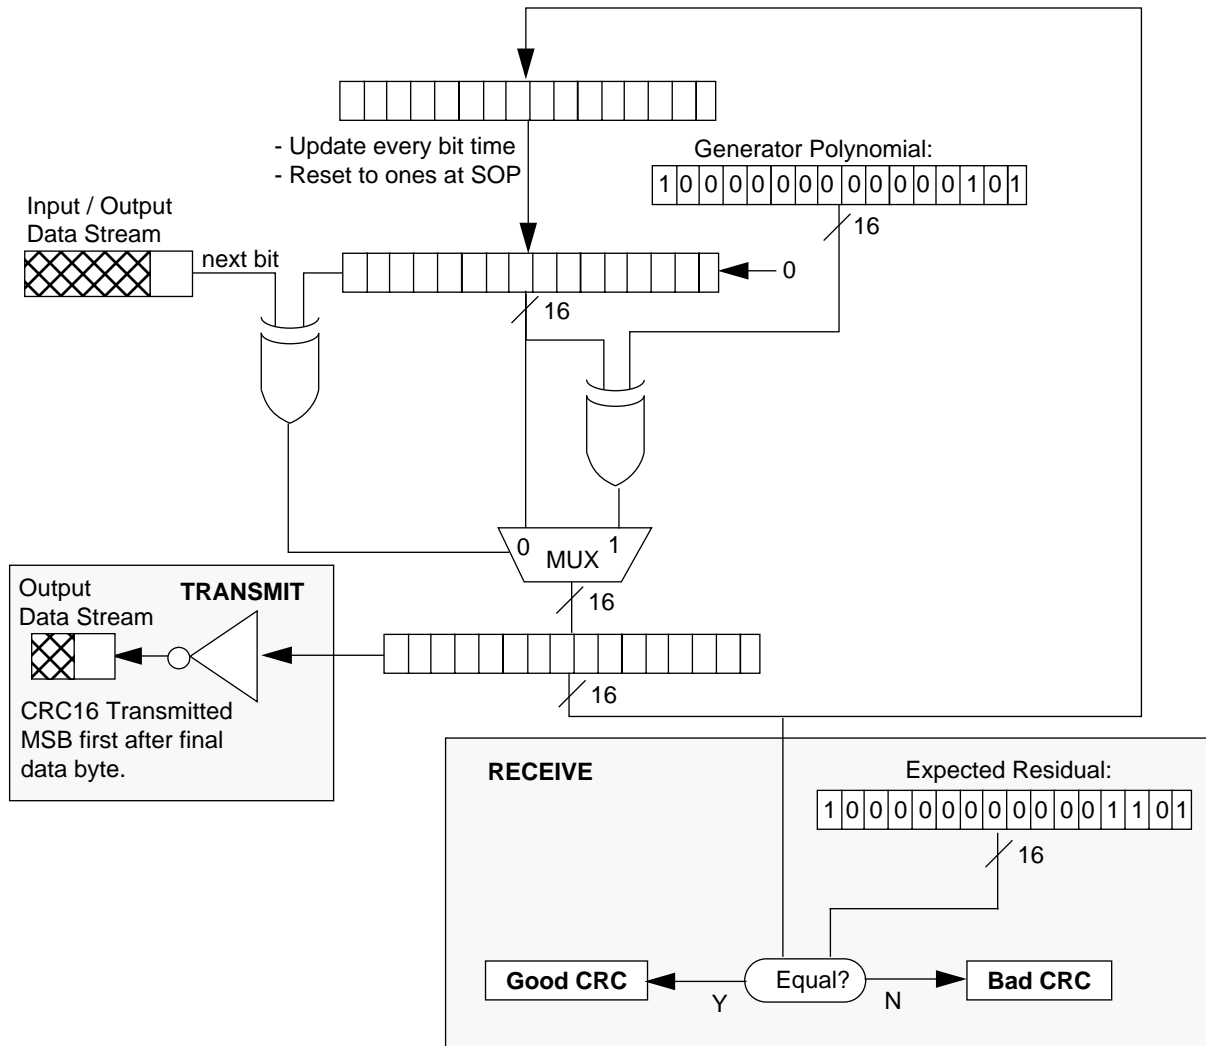 - Update every bit time
- Reset to ones at SOP
Generator Polynomial:
1 0 0 0 0 0 0 0 0 0 0 0 0 1 0 1
16
Input / Output
Data Stream
next bit
0
16
0 1
MUX
16
Output
Data Stream
TRANSMIT
CRC16 Transmitted
MSB first after final
data byte.
16
RECEIVE
Expected Residual:
1 0 0 0 0 0 0 0 0 0 0 0 1 1 0 1
16
Good CRC
Y
Equal?
N
Bad CRC